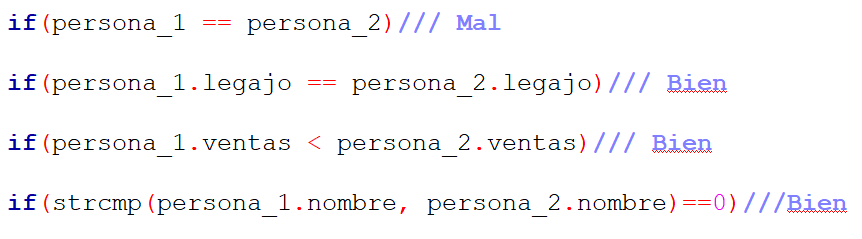 if(persona_1 == persona_2)/// Mal
if(persona_1.legajo == persona_2.legajo)/// Bien
if(persona_1.ventas < persona_2.ventas)/// Bien
if(strcmp(persona_1.nombre, persona_2.nombre)==0)///Bien